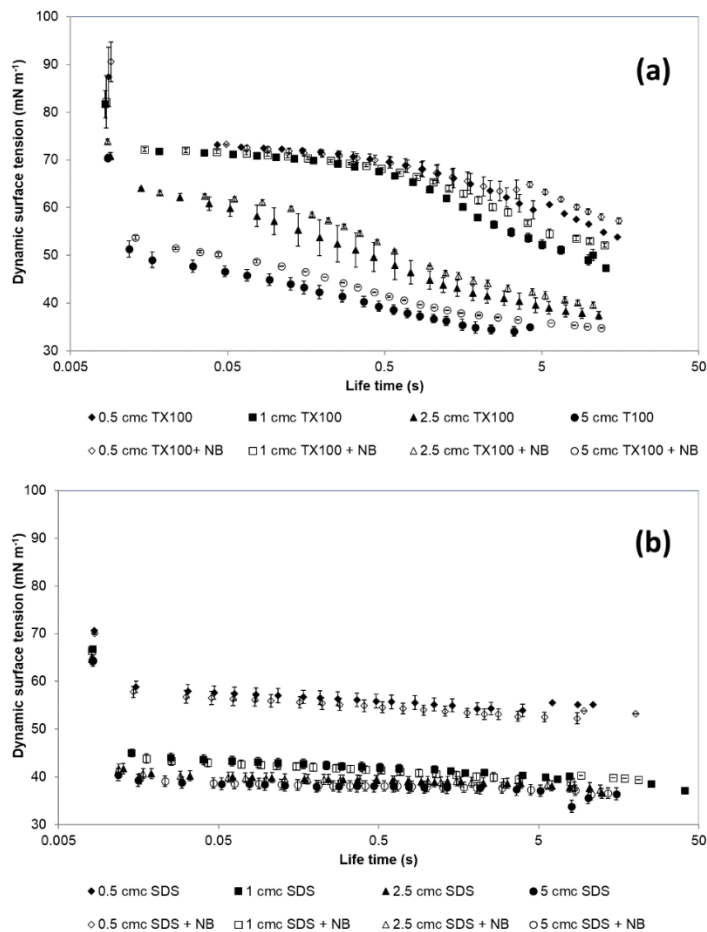 100
(a)
90
80
70
60
50
40
30
Dynamic surface tension (mN m⁻¹)
0.005 0.05 0.5 5 50
Life time (s)
0.5 cmc TX100 1 cmc TX100 2.5 cmc TX100 5 cmc T100
0.5 cmc TX100+ NB 1 cmc TX100 + NB 2.5 cmc TX100 + NB 5 cmc TX100 + NB
100
(b)
90
80
70
60
50
40
30
Dynamic surface tension (mN m⁻¹)
0.005 0.05 0.5 5 50
Life time (s)
0.5 cmc SDS 1 cmc SDS 2.5 cmc SDS 5 cmc SDS
0.5 cmc SDS + NB 1 cmc SDS + NB 2.5 cmc SDS + NB 5 cmc SDS + NB